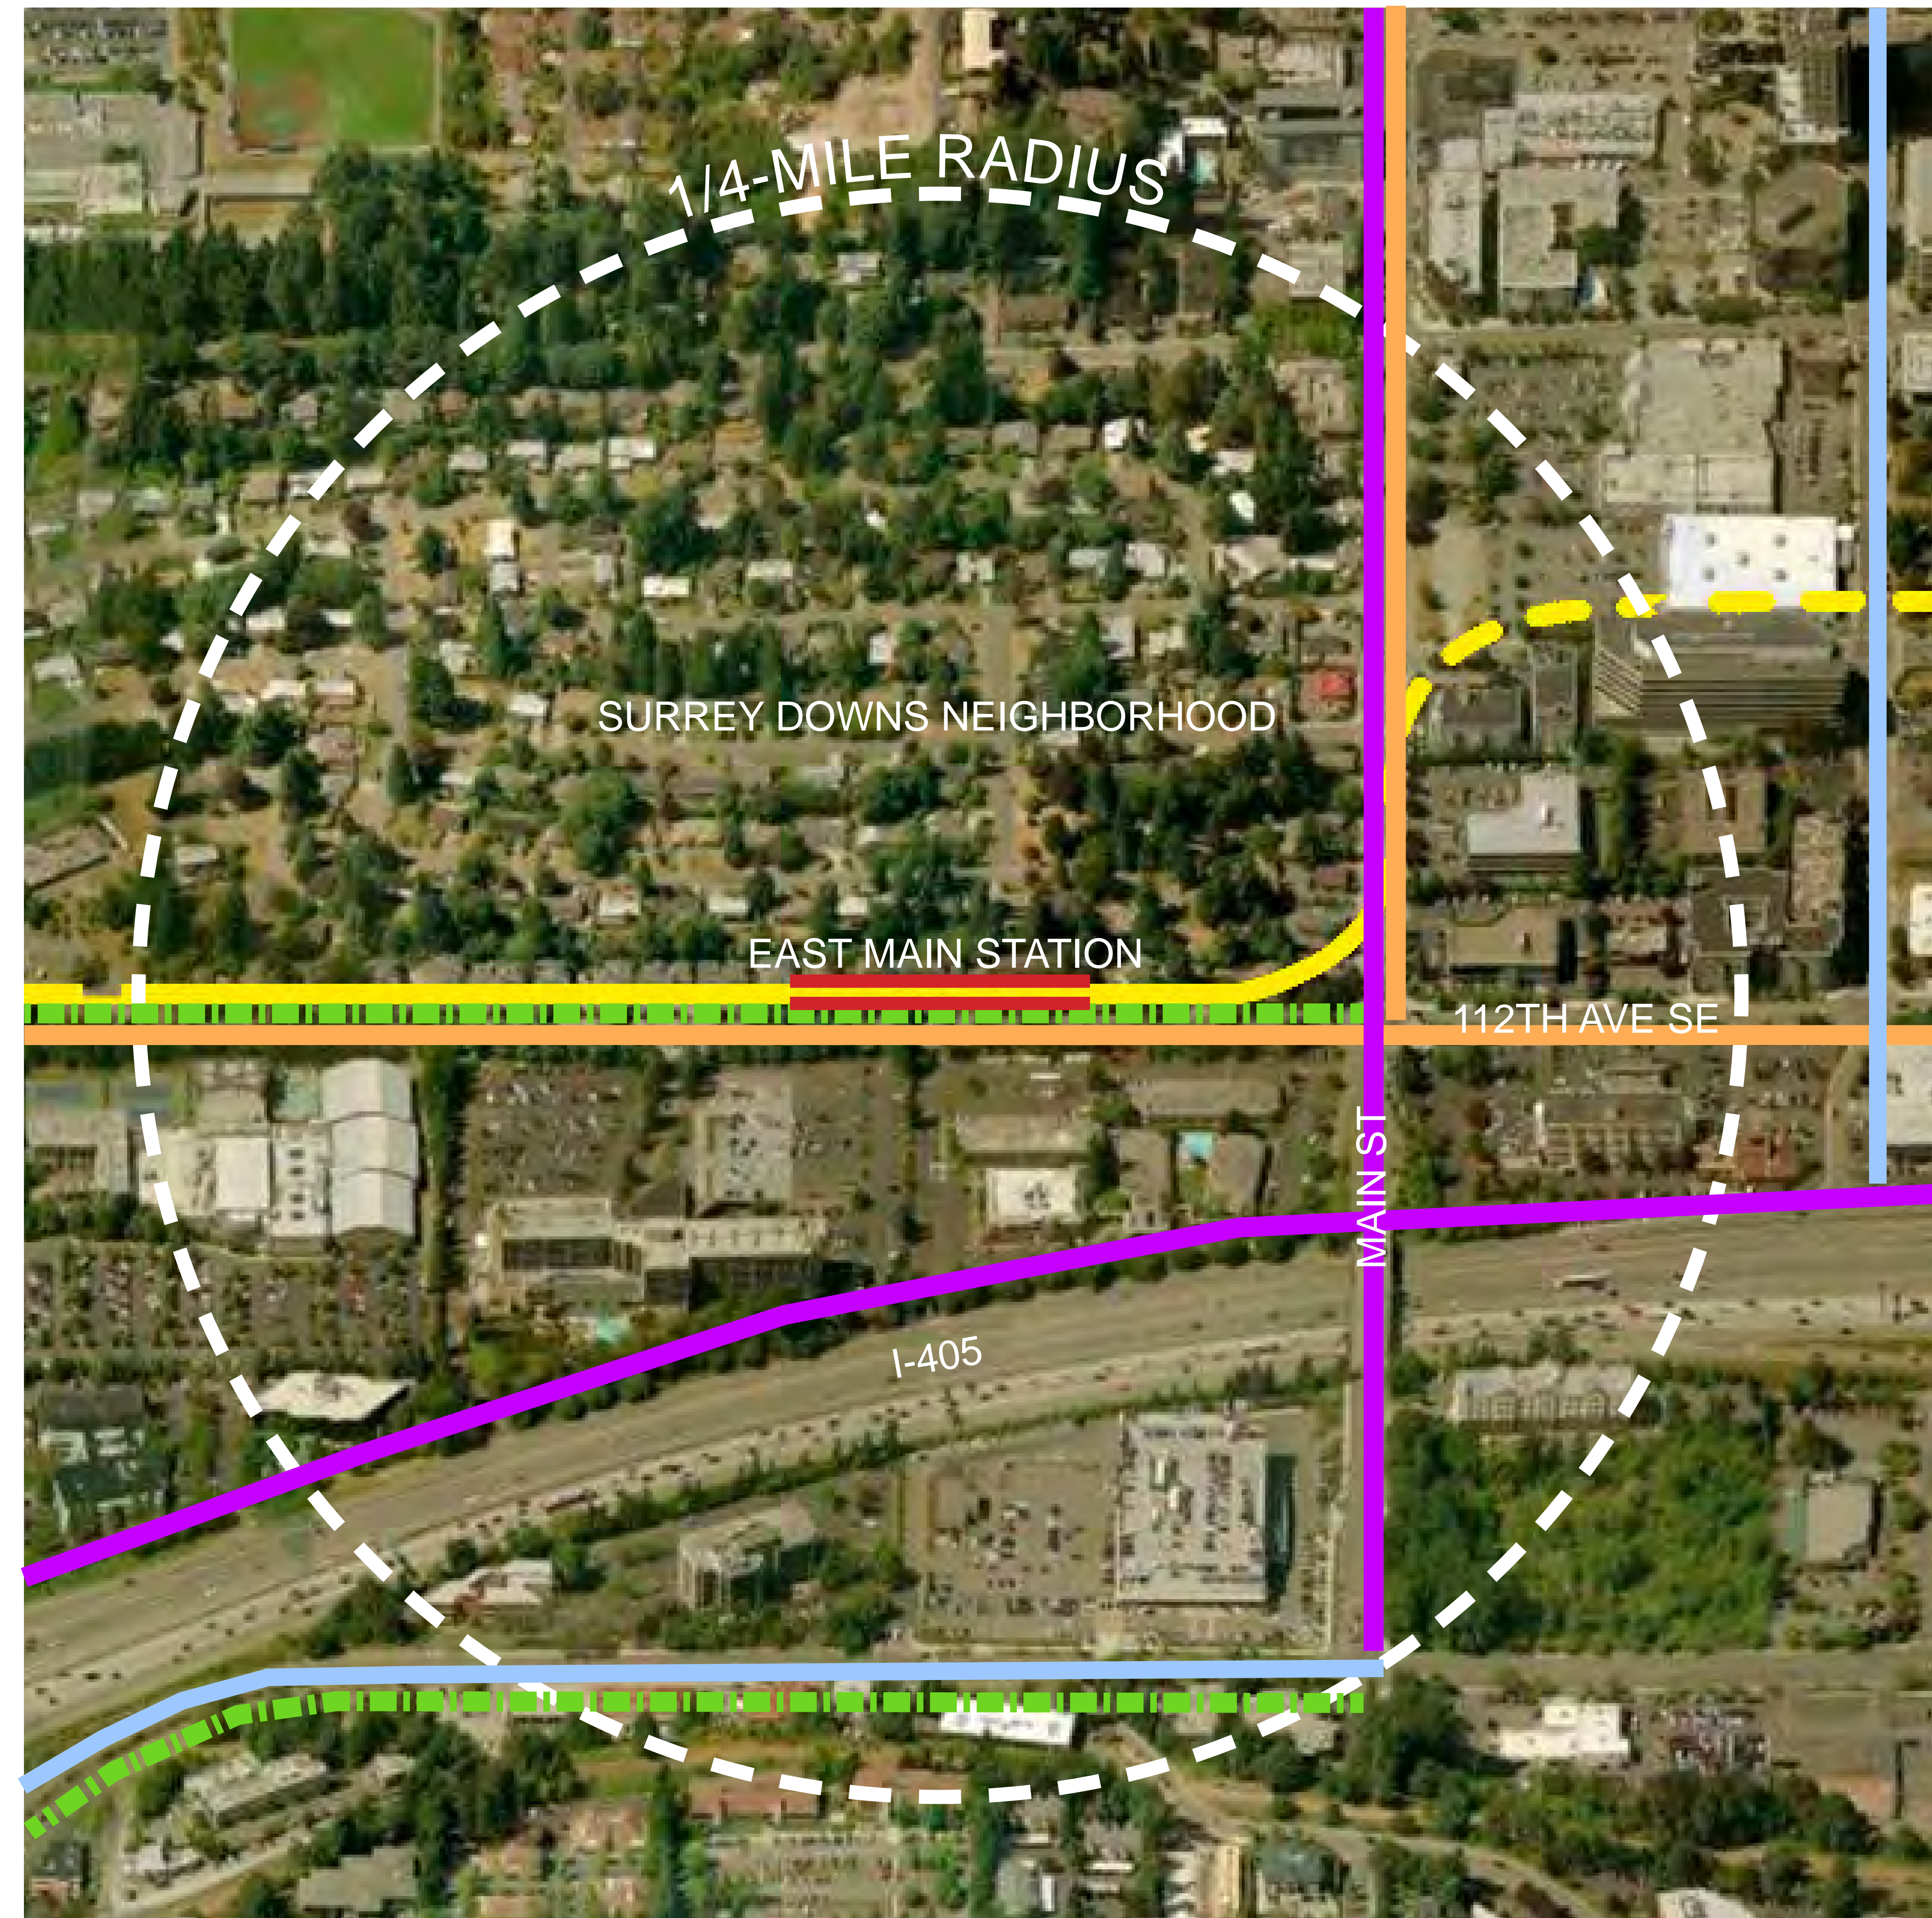 1/4-MILE RADIUS
SURREY DOWNS NEIGHBORHOOD
EAST MAIN STATION
112TH AVE SE
MAIN ST
I-405